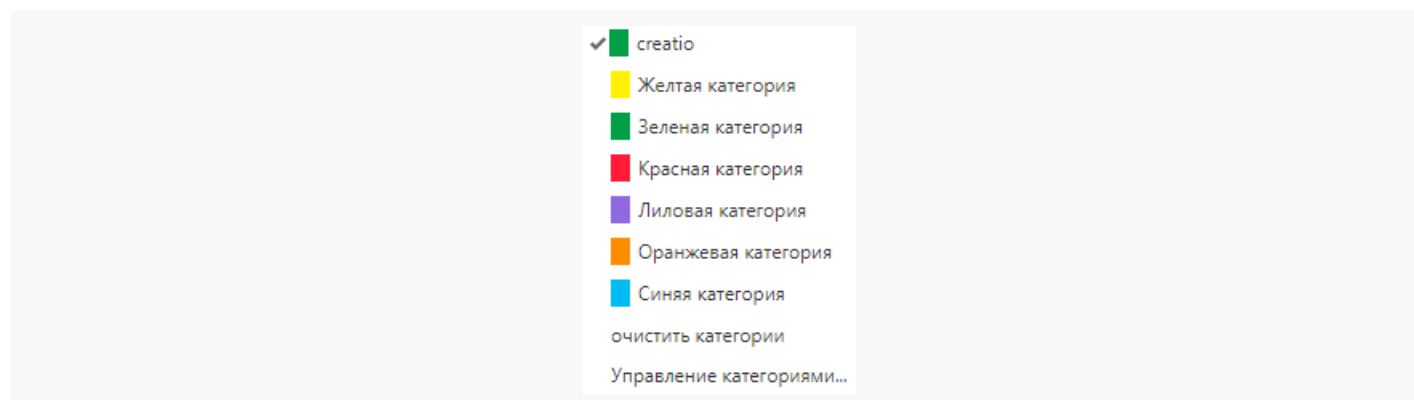 creatio
Желтая категория
Зеленая категория
Красная категория
Лиловая категория
Оранжевая категория
Синяя категория
очистить категории
Управление категориями...